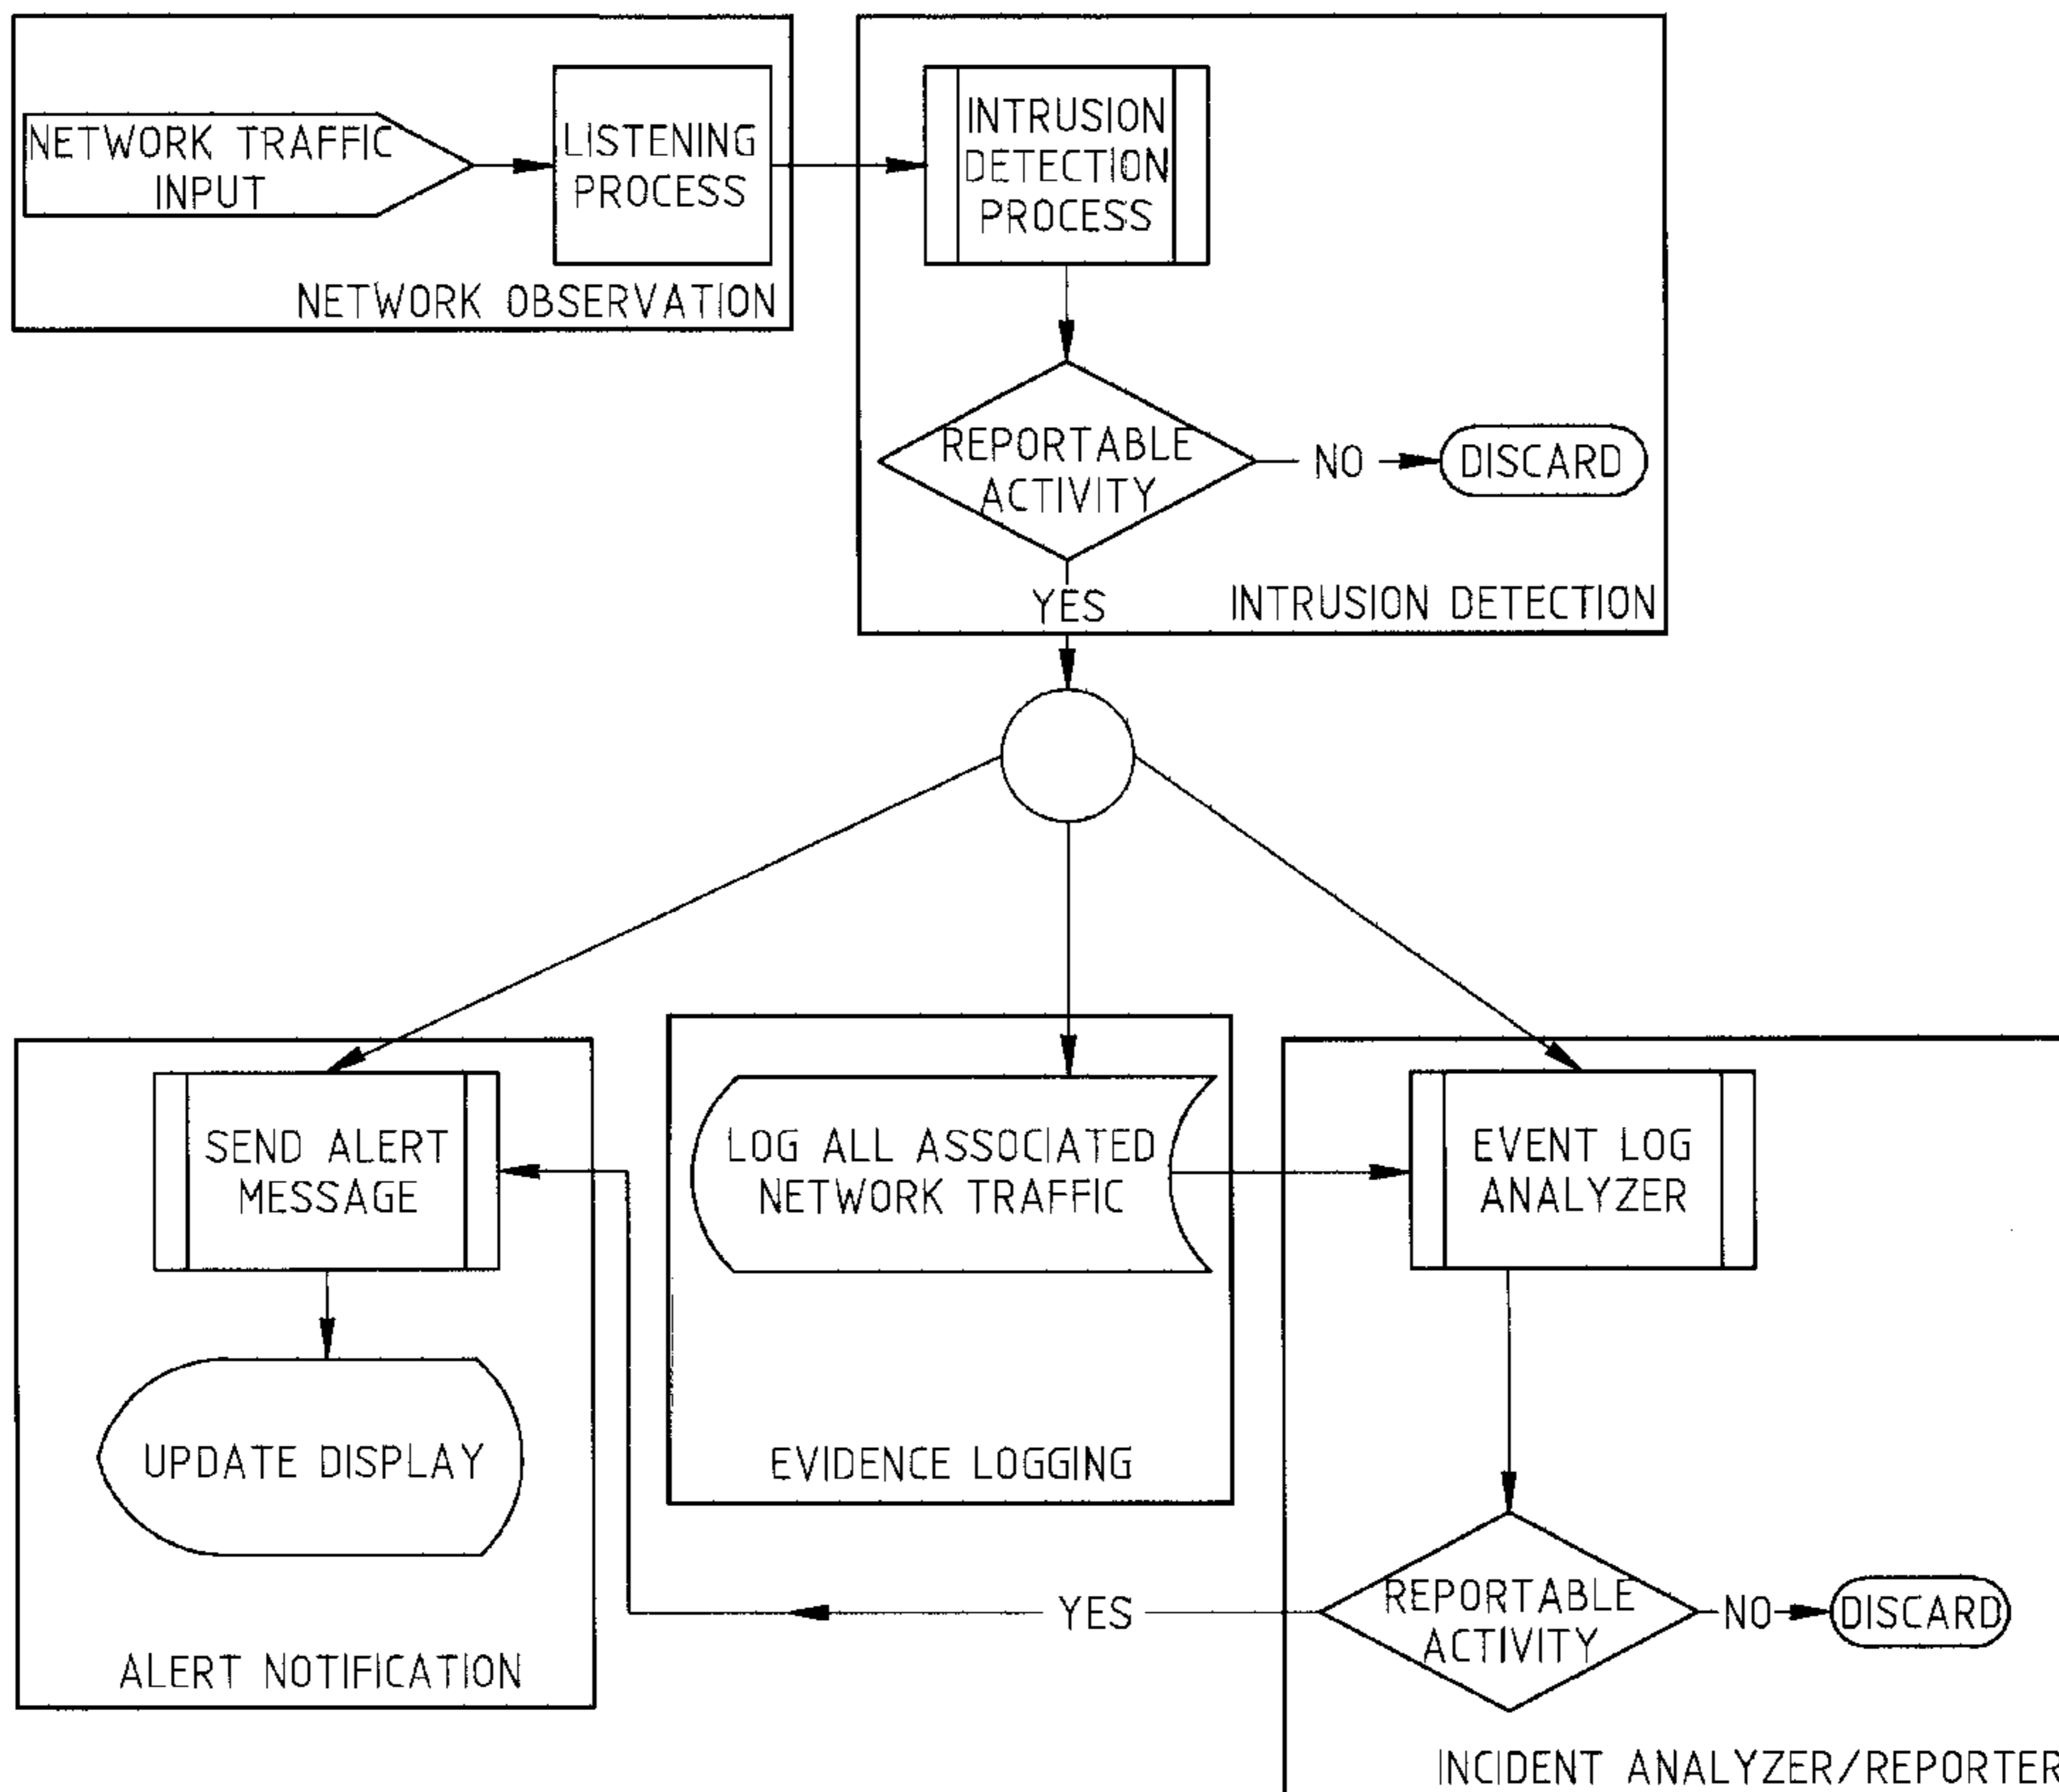 NETWORK TRAFFIC
INPUT
LISTENING
PROCESS
NETWORK OBSERVATION
INTRUSION
DETECTION
PROCESS
REPORTABLE
ACTIVITY
NO
DISCARD
YES
INTRUSION DETECTION
SEND ALERT
MESSAGE
UPDATE DISPLAY
ALERT NOTIFICATION
LOG ALL ASSOCIATED
NETWORK TRAFFIC
EVIDENCE LOGGING
EVENT LOG
ANALYZER
REPORTABLE
ACTIVITY
YES
NO
DISCARD
INCIDENT ANALYZER/REPORTER